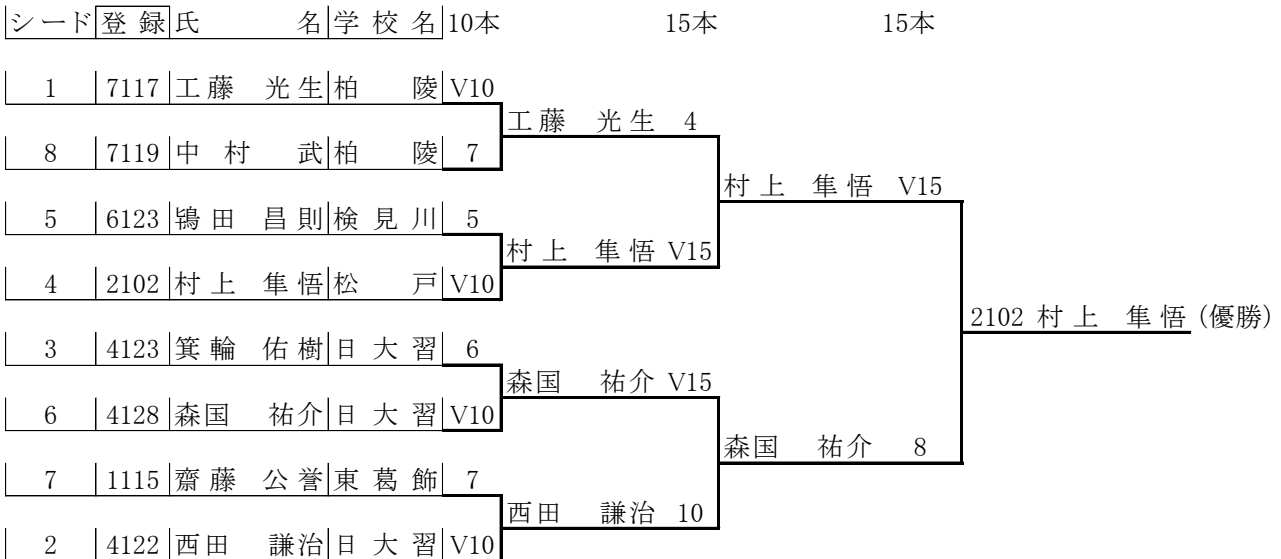 シード 登録 氏 名 学校名 10本 15本 15本
1 7117 工藤 光生 柏 陵 V10
工藤 光生 4
8 7119 中村 武 柏 陵 7
村上 隼悟 V15
5 6123 鴇田 昌則 検見川 5
村上 隼悟 V15
4 2102 村上 隼悟 松 戸 V10
2102 村上 隼悟 (優勝)
3 4123 箕輪 佑樹 日大習 6
森国 祐介 V15
6 4128 森国 祐介 日大習 V10
森国 祐介 8
7 1115 齋藤 公誉 東葛飾 7
西田 謙治 10
2 4122 西田 謙治 日大習 V10